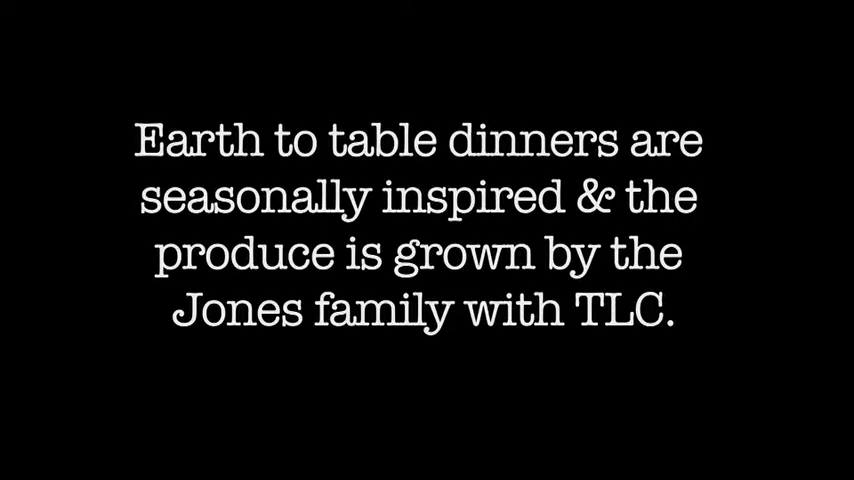 Earth to table dinners are
seasonally inspired & the
produce is grown by the
Jones family with TLC.